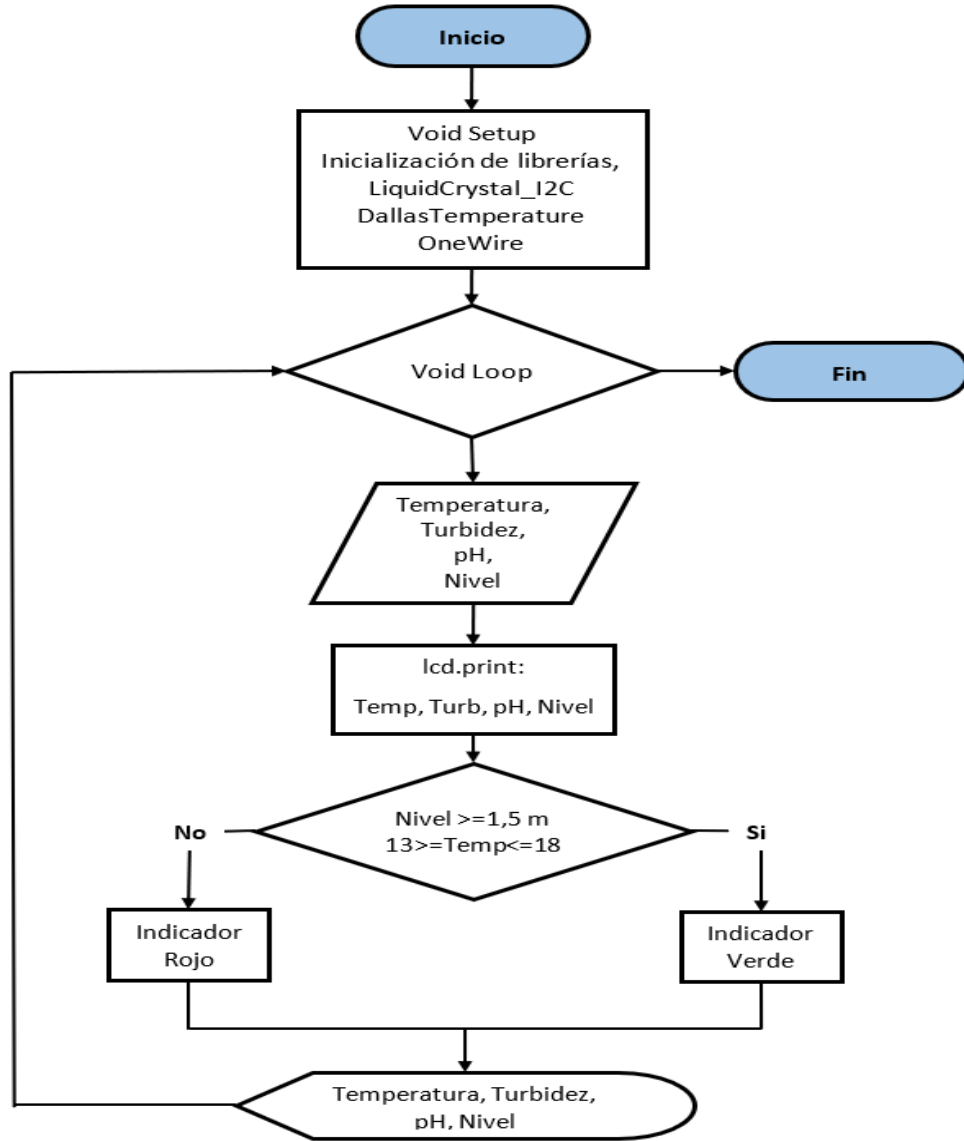 Inicio
Void Setup
Inicialización de librerías,
LiquidCrystal_I2C
DallasTemperature
OneWire
Void Loop
Fin
Temperatura,
Turbidez,
pH,
Nivel
lcd.print:
Temp, Turb, pH, Nivel
Nivel >=1,5 m
13>=Temp<=18
No
Si
Indicador
Rojo
Indicador
Verde
Temperatura, Turbidez,
pH, Nivel